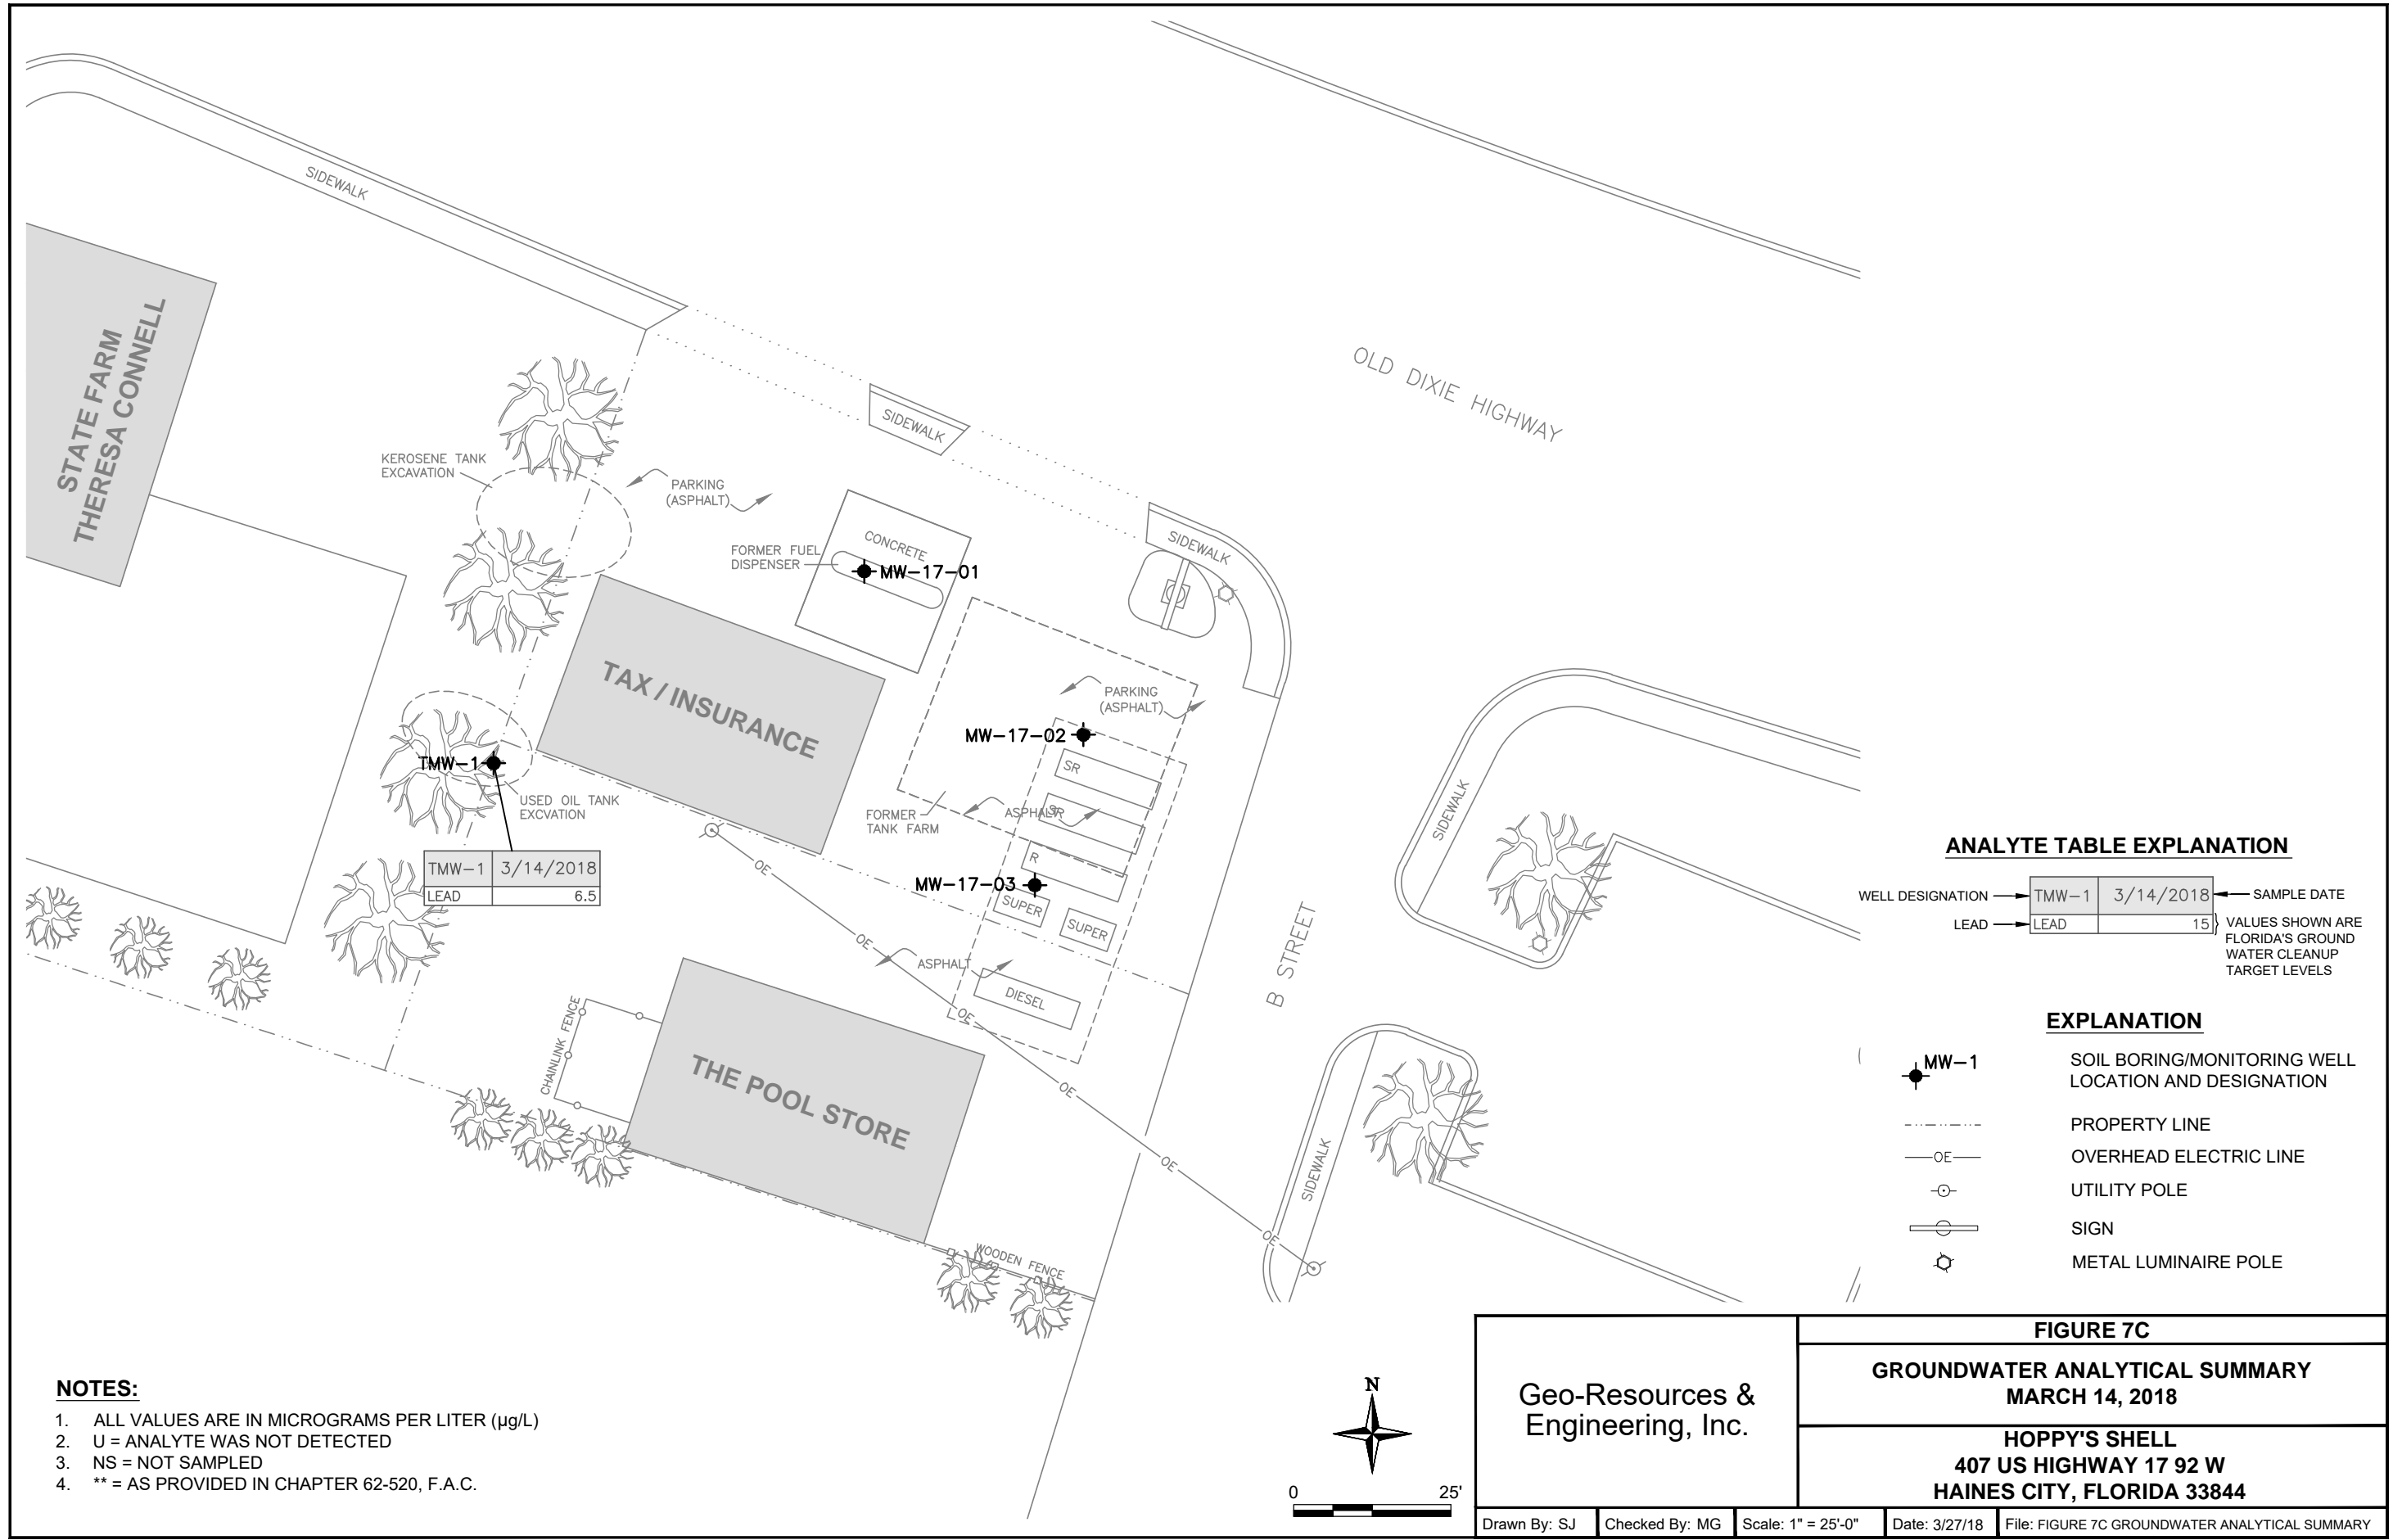 SIDEWALK
OLD DIXIE HIGHWAY
STATE FARM
THERESA CONNELL
SIDEWALK
KEROSENE TANK
EXCAVATION
PARKING
(ASPHALT)
SIDEWALK
CONCRETE
FORMER FUEL
DISPENSER
MW-17-01
TAX / INSURANCE
PARKING
(ASPHALT)
MW-17-02
SR
TMW-1
USED OIL TANK
EXCVATION
FORMER
TANK FARM
ASPHALT
SR
SIDEWALK
R
MW-17-03
SUPER
SUPER
TMW-1 3/14/2018
LEAD 6.5
OE
OE
ASPHALT
DIESEL
OE
B STREET
CHAINLINK FENCE
THE POOL STORE
OE
OE
SIDEWALK
OE
WOODEN FENCE
ANALYTE TABLE EXPLANATION
WELL DESIGNATION TMW-1 3/14/2018 SAMPLE DATE
LEAD LEAD 15 VALUES SHOWN ARE
FLORIDA'S GROUND
WATER CLEANUP
TARGET LEVELS
EXPLANATION
MW-1 SOIL BORING/MONITORING WELL
LOCATION AND DESIGNATION
PROPERTY LINE
OE OVERHEAD ELECTRIC LINE
UTILITY POLE
SIGN
METAL LUMINAIRE POLE
NOTES:
1. ALL VALUES ARE IN MICROGRAMS PER LITER (µg/L)
2. U = ANALYTE WAS NOT DETECTED
3. NS = NOT SAMPLED
4. ** = AS PROVIDED IN CHAPTER 62-520, F.A.C.
N
0 25'
Geo-Resources &
Engineering, Inc.
FIGURE 7C
GROUNDWATER ANALYTICAL SUMMARY
MARCH 14, 2018
HOPPY'S SHELL
407 US HIGHWAY 17 92 W
HAINES CITY, FLORIDA 33844
Drawn By: SJ Checked By: MG Scale: 1" = 25'-0" Date: 3/27/18 File: FIGURE 7C GROUNDWATER ANALYTICAL SUMMARY